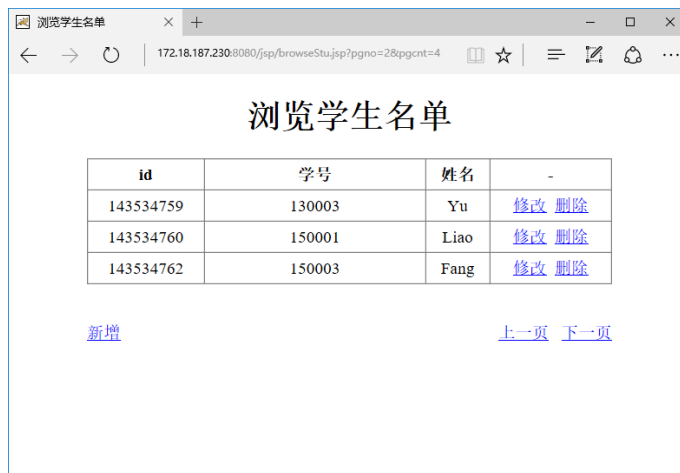 浏览学生名单
172.18.187.230:8080/jsp/browseStu.jsp?pgno=2&pgcnt=4
浏览学生名单
id 学号 姓名 -
143534759 130003 Yu 修改 删除
143534760 150001 Liao 修改 删除
143534762 150003 Fang 修改 删除
新增 上一页 下一页